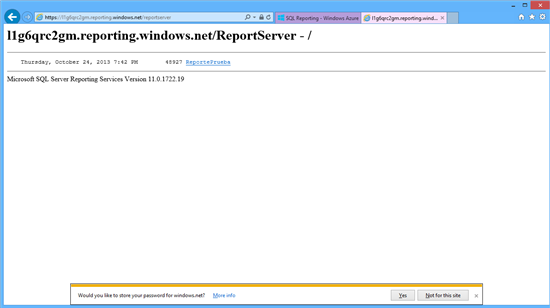 https://l1g6qrc2gm.reporting.windows.net/reportserver
SQL Reporting - Windows Azure
l1g6qrc2gm.reporting.wind...
l1g6qrc2gm.reporting.windows.net/ReportServer - /
Thursday, October 24, 2013 7:42 PM 48927 ReportePrueba
Microsoft SQL Server Reporting Services Version 11.0.1722.19
Would you like to store your password for windows.net? More info Yes Not for this site